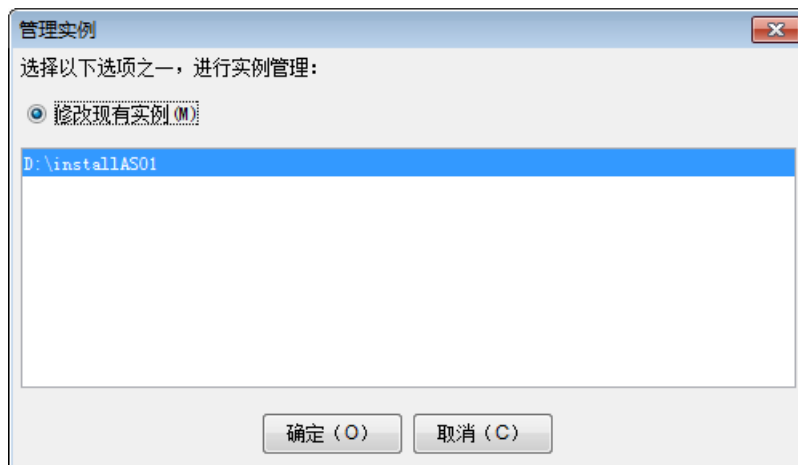 管理实例
选择以下选项之一，进行实例管理：
修改现有实例(M)
D:\installAS01
确定（O） 取消（C）